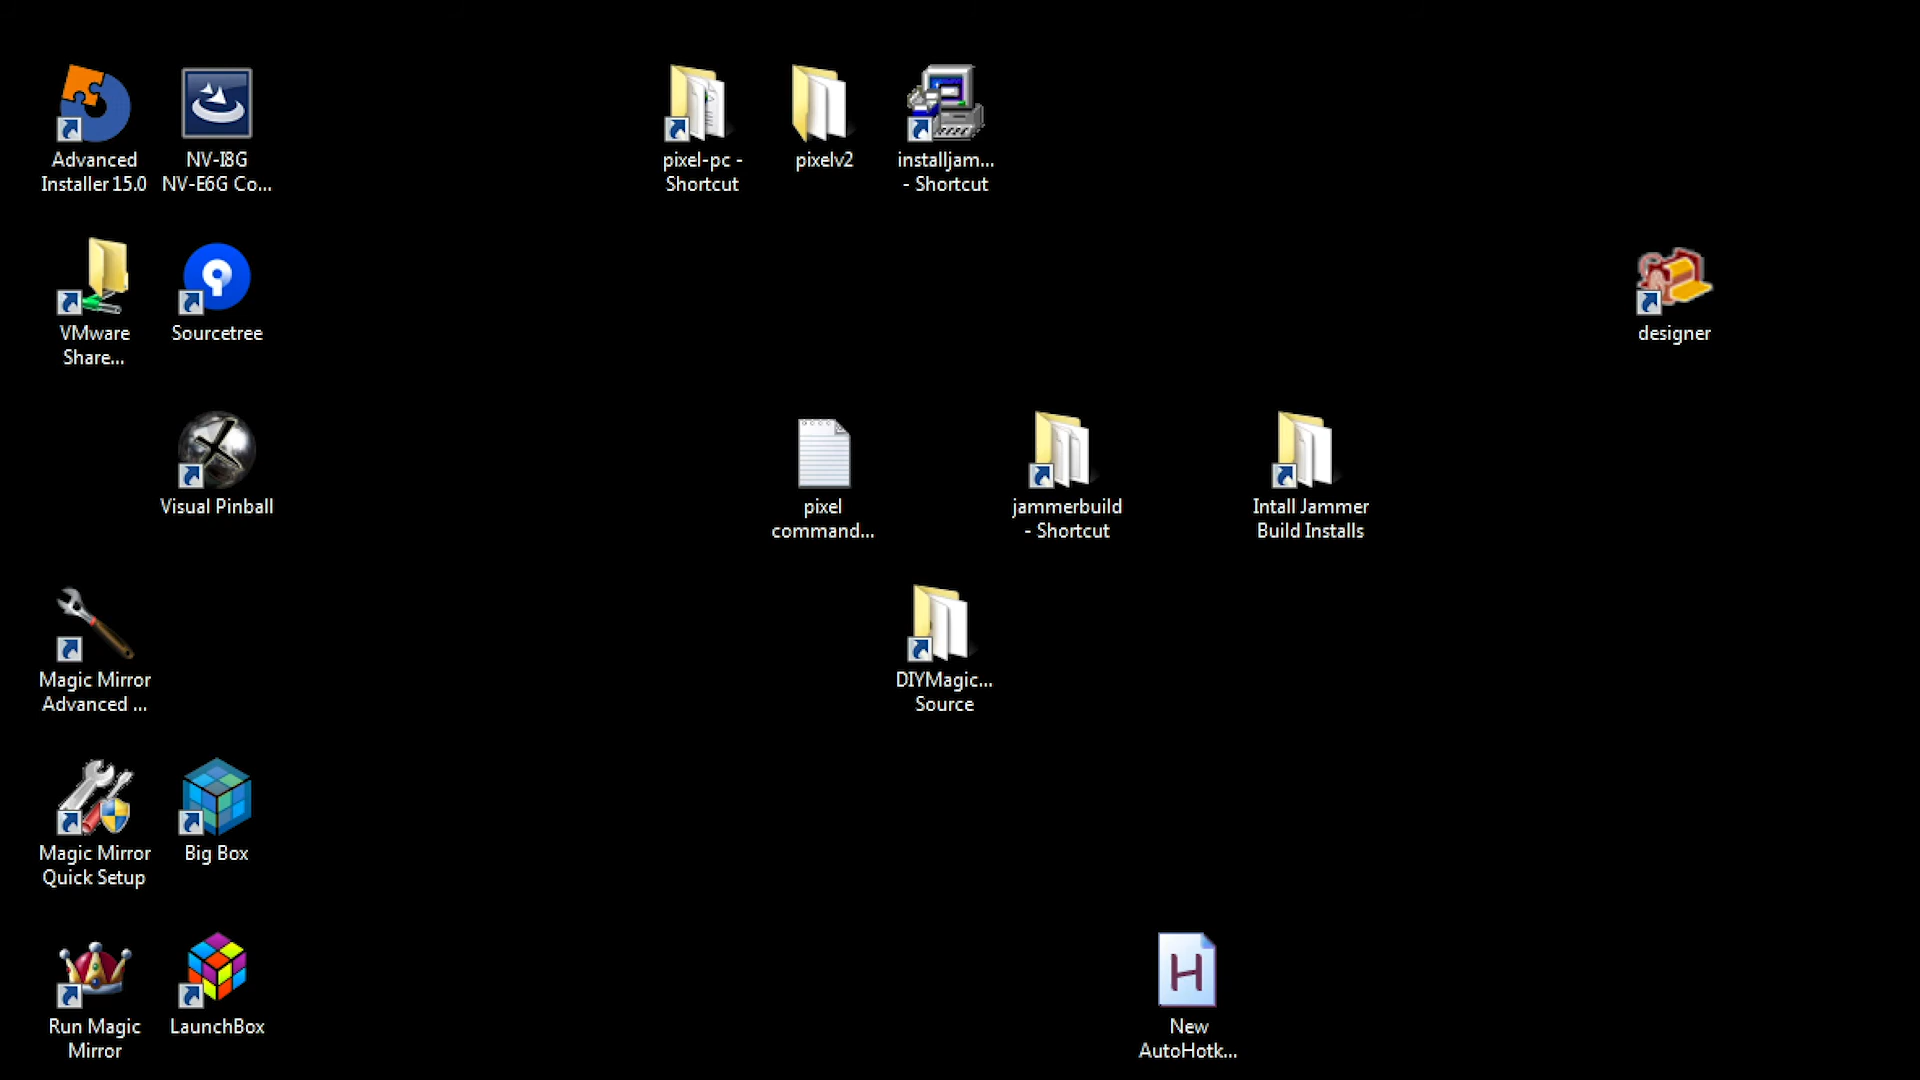 Advanced
Installer 15.0
NV-I8G
NV-E6G Co...
pixel-pc -
Shortcut
pixelv2
installjam...
- Shortcut
VMware
Share...
Sourcetree
designer
Visual Pinball
pixel
command...
jammerbuild
- Shortcut
Intall Jammer
Build Installs
Magic Mirror
Advanced ...
DIYMagic...
Source
Magic Mirror
Quick Setup
Big Box
Run Magic
Mirror
LaunchBox
H
New
AutoHotk...